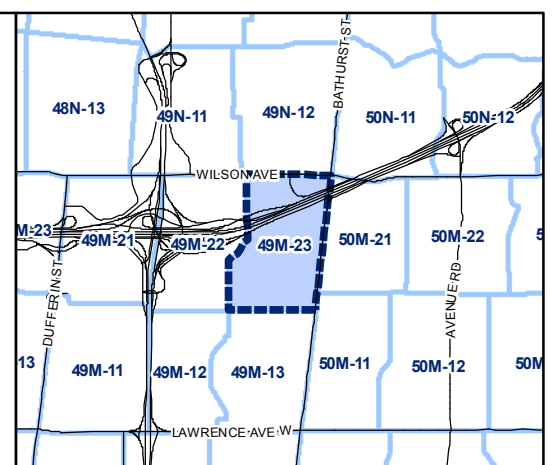 BATHURST ST
48N-13
49N-11
49N-12
50N-11
50N-12
WILSON AVE
M-23
49M-21
49M-22
49M-23
50M-21
50M-22
5
DUFFERIN ST
AVENUE RD
13
49M-11
49M-12
49M-13
50M-11
50M-12
50M
LAWRENCE AVE W